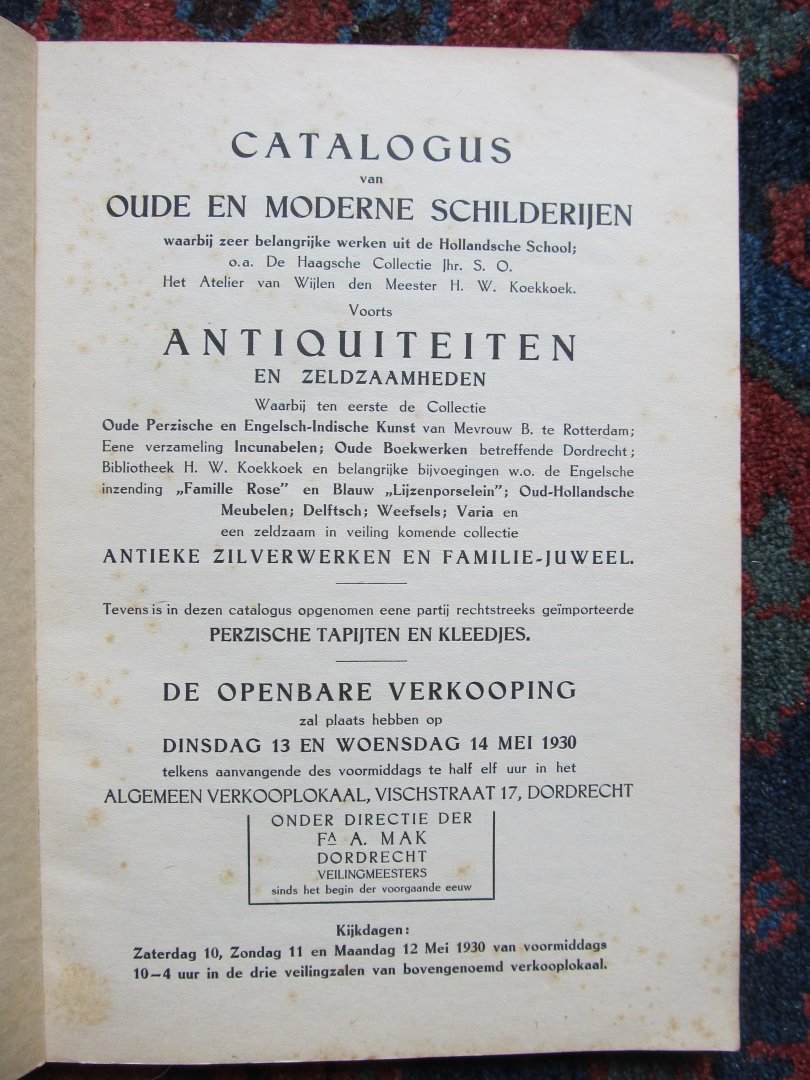 CATALOGUS
van
OUDE EN MODERNE SCHILDERIJEN
waarbij zeer belangrijke werken uit de Hollandsche School;
o.a. De Haagsche Collectie Jhr. S. O.
Het Atelier van Wijlen den Meester H. W. Koekkoek.
Voorts
ANTIQUITEITEN
EN ZELDZAAMHEDEN
Waarbij ten eerste de Collectie
Oude Perzische en Engelsch-Indische Kunst van Mevrouw B. te Rotterdam;
Eene verzameling Incunabelen; Oude Boekwerken betreffende Dordrecht;
Bibliotheek H. W. Koekkoek en belangrijke bijvoegingen w.o. de Engelsche
inzending „Famille Rose” en Blauw „Lijzenporselein”; Oud-Hollandsche
Meubelen; Delftsch; Weefsels; Varia en
een zeldzaam in veiling komende collectie
ANTIEKE ZILVERWERKEN EN FAMILIE-JUWEEL.
Tevens is in dezen catalogus opgenomen eene partij rechtstreeks geïmporteerde
PERZISCHE TAPIJTEN EN KLEEDJES.
DE OPENBARE VERKOOPING
zal plaats hebben op
DINSDAG 13 EN WOENSDAG 14 MEI 1930
telkens aanvangende des voormiddags te half elf uur in het
ALGEMEEN VERKOOPLOKAAL, VISCHSTRAAT 17, DORDRECHT
ONDER DIRECTIE DER
FA A. MAK
DORDRECHT
VEILINGMEESTERS
sinds het begin der voorgaande eeuw
Kijkdagen:
Zaterdag 10, Zondag 11 en Maandag 12 Mei 1930 van voormiddags
10—4 uur in de drie veilingzalen van bovengenoemd verkooplokaal.